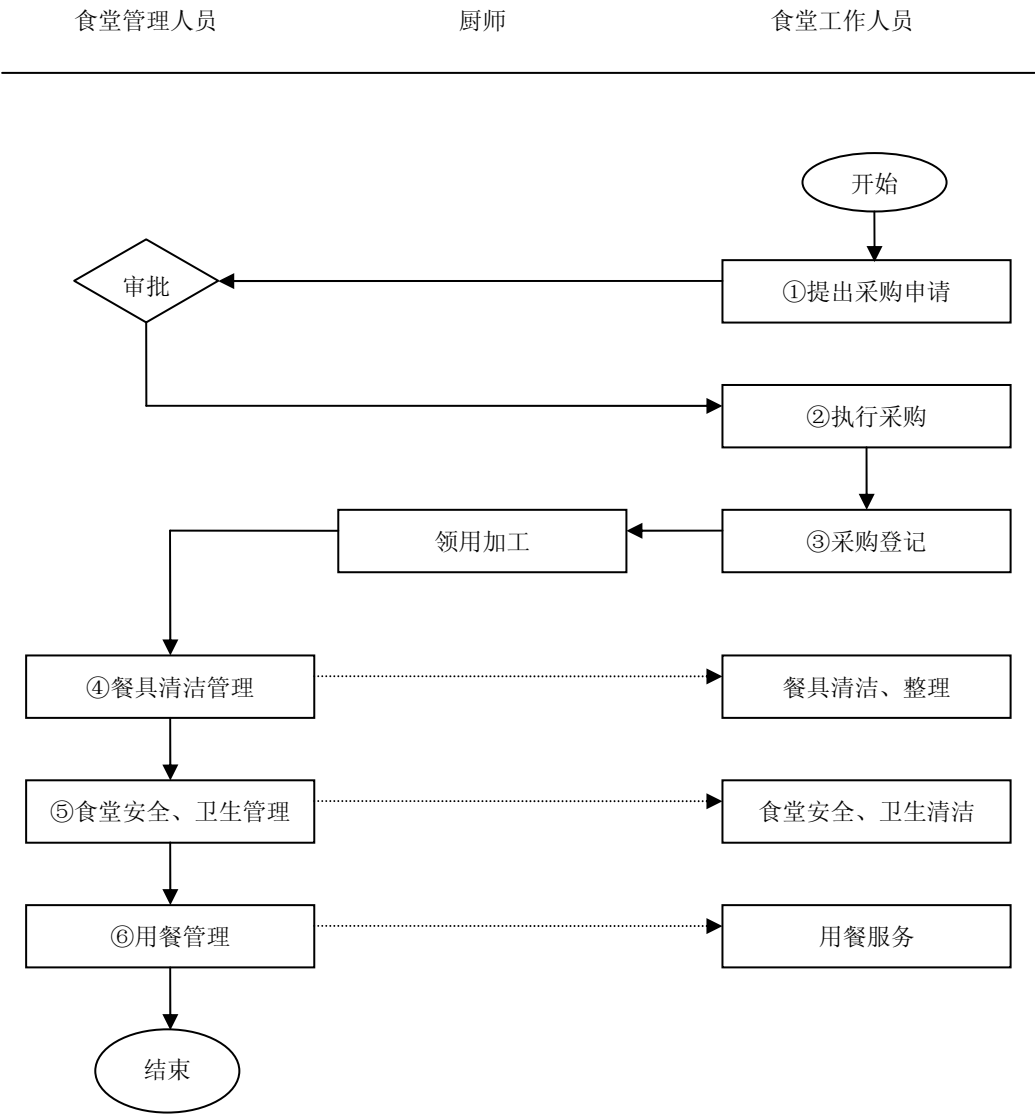 食堂管理人员 厨师 食堂工作人员
开始
审批
①提出采购申请
②执行采购
领用加工
③采购登记
④餐具清洁管理
餐具清洁、整理
⑤食堂安全、卫生管理
食堂安全、卫生清洁
⑥用餐管理
用餐服务
结束